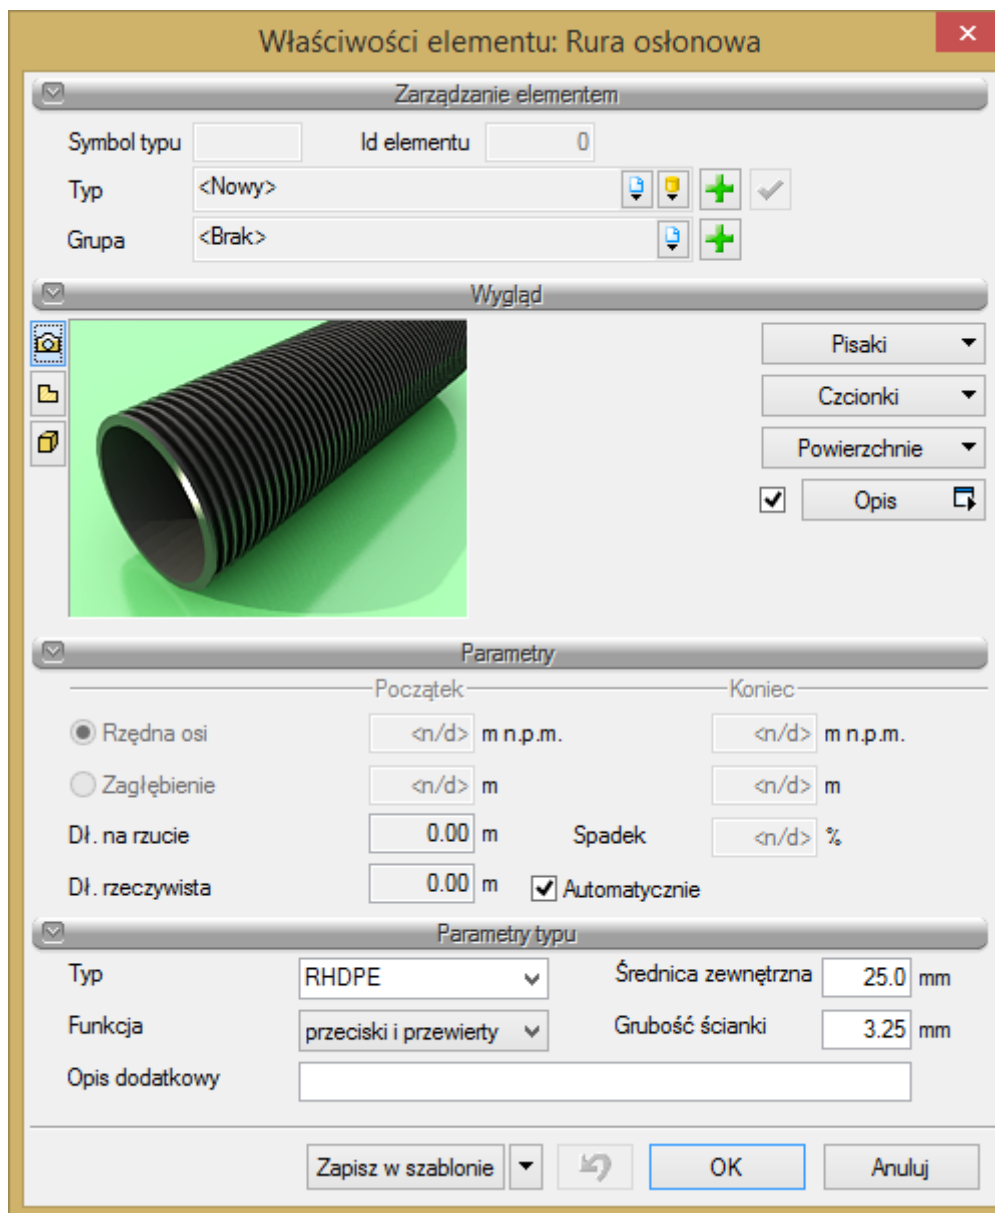 Właściwości elementu: Rura osłonowa
Zarządzanie elementem
Symbol typu Id elementu 0
Typ <Nowy>
Grupa <Brak>
Wygląd
Pisaki
Czcionki
Powierzchnie
Opis
Parametry
Początek Koniec
Rzędna osi <n/d> m n.p.m. <n/d> m n.p.m.
Zagłębienie <n/d> m <n/d> m
Dł. na rzucie 0.00 m Spadek <n/d> %
Dł. rzeczywista 0.00 m Automatycznie
Parametry typu
Typ RHDPE Średnica zewnętrzna 25.0 mm
Funkcja przeciski i przewierty Grubość ścianki 3.25 mm
Opis dodatkowy
Zapisz w szablonie OK Anuluj